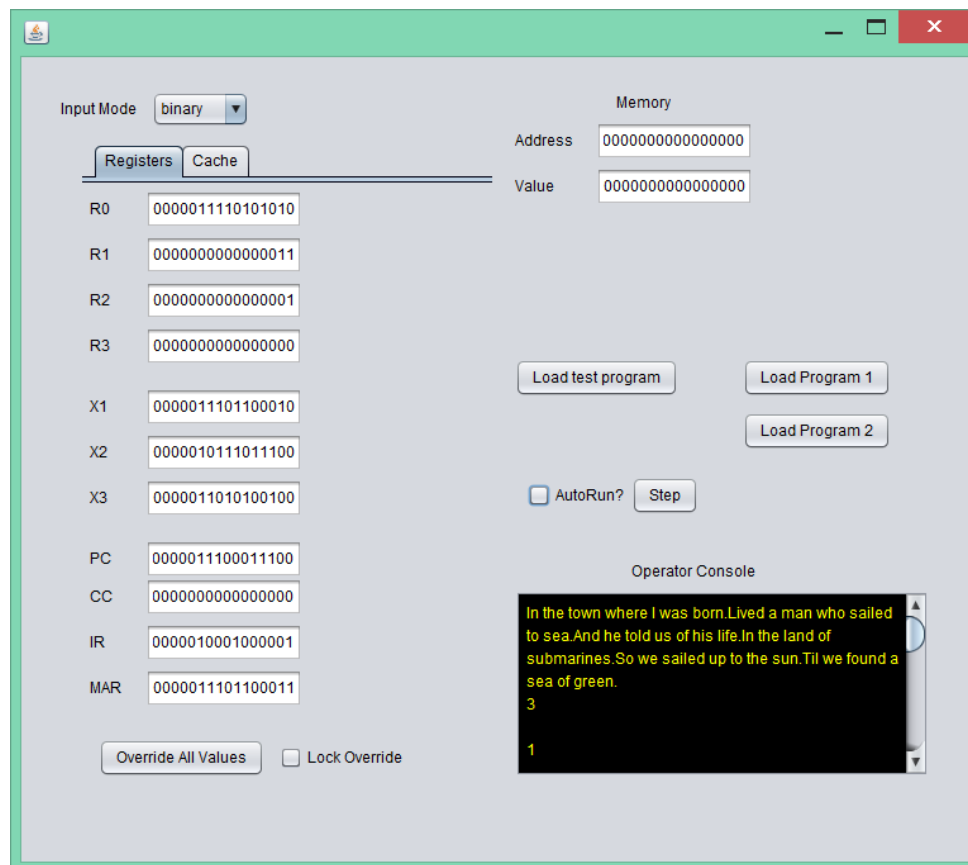 Input Mode binary
Registers Cache
R0 0000011110101010
R1 0000000000000011
R2 0000000000000001
R3 0000000000000000
X1 0000011101100010
X2 0000010111011100
X3 0000011010100100
PC 0000011100011100
CC 0000000000000000
IR 0000010001000001
MAR 0000011101100011
Override All Values Lock Override
Memory
Address 0000000000000000
Value 0000000000000000
Load test program Load Program 1
Load Program 2
AutoRun? Step
Operator Console
In the town where I was born.Lived a man who sailed
to sea.And he told us of his life.In the land of
submarines.So we sailed up to the sun.Til we found a
sea of green.
3
1